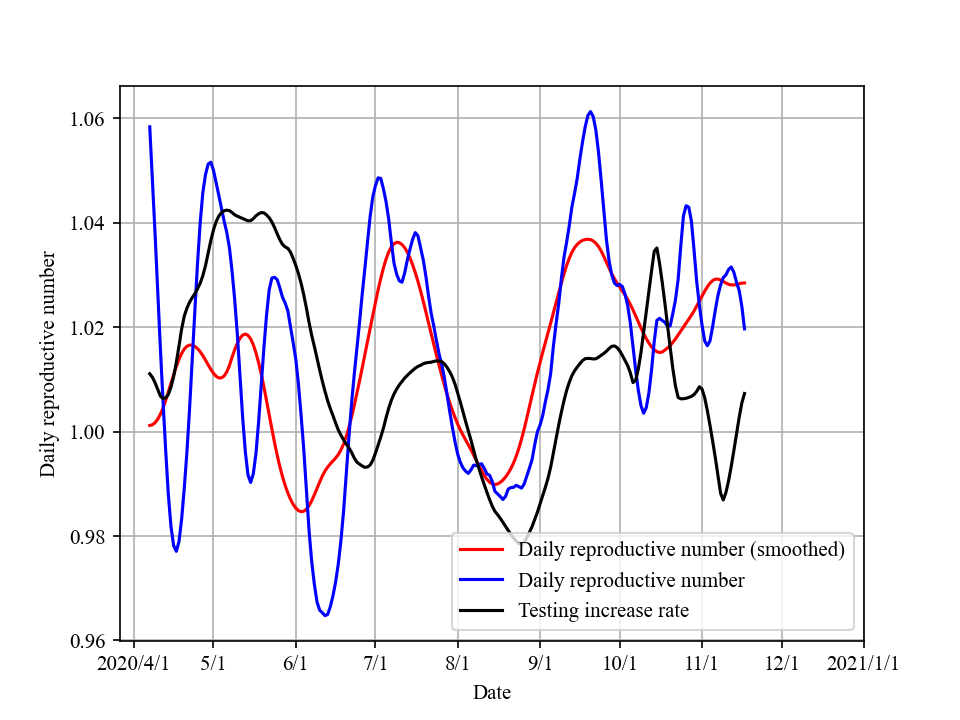 1.06
1.04
1.02
1.00
0.98
0.96
Daily reproductive number
Daily reproductive number (smoothed)
Daily reproductive number
Testing increase rate
2020/4/1 5/1 6/1 7/1 8/1 9/1 10/1 11/1 12/1 2021/1/1
Date